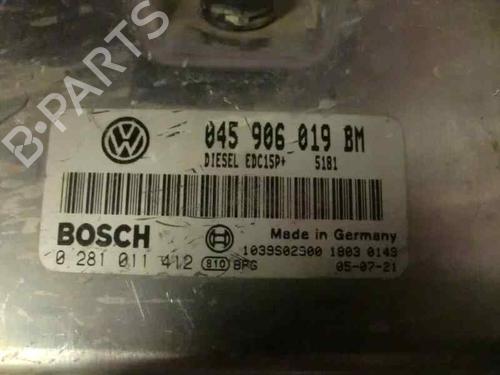 B-PARTS
045 906 019 BM
DIESEL EDC15P+ 5181
BOSCH
Made in Germany
0 281 011 412 810 BPG
1039S02900 1803 0149
05-07-21